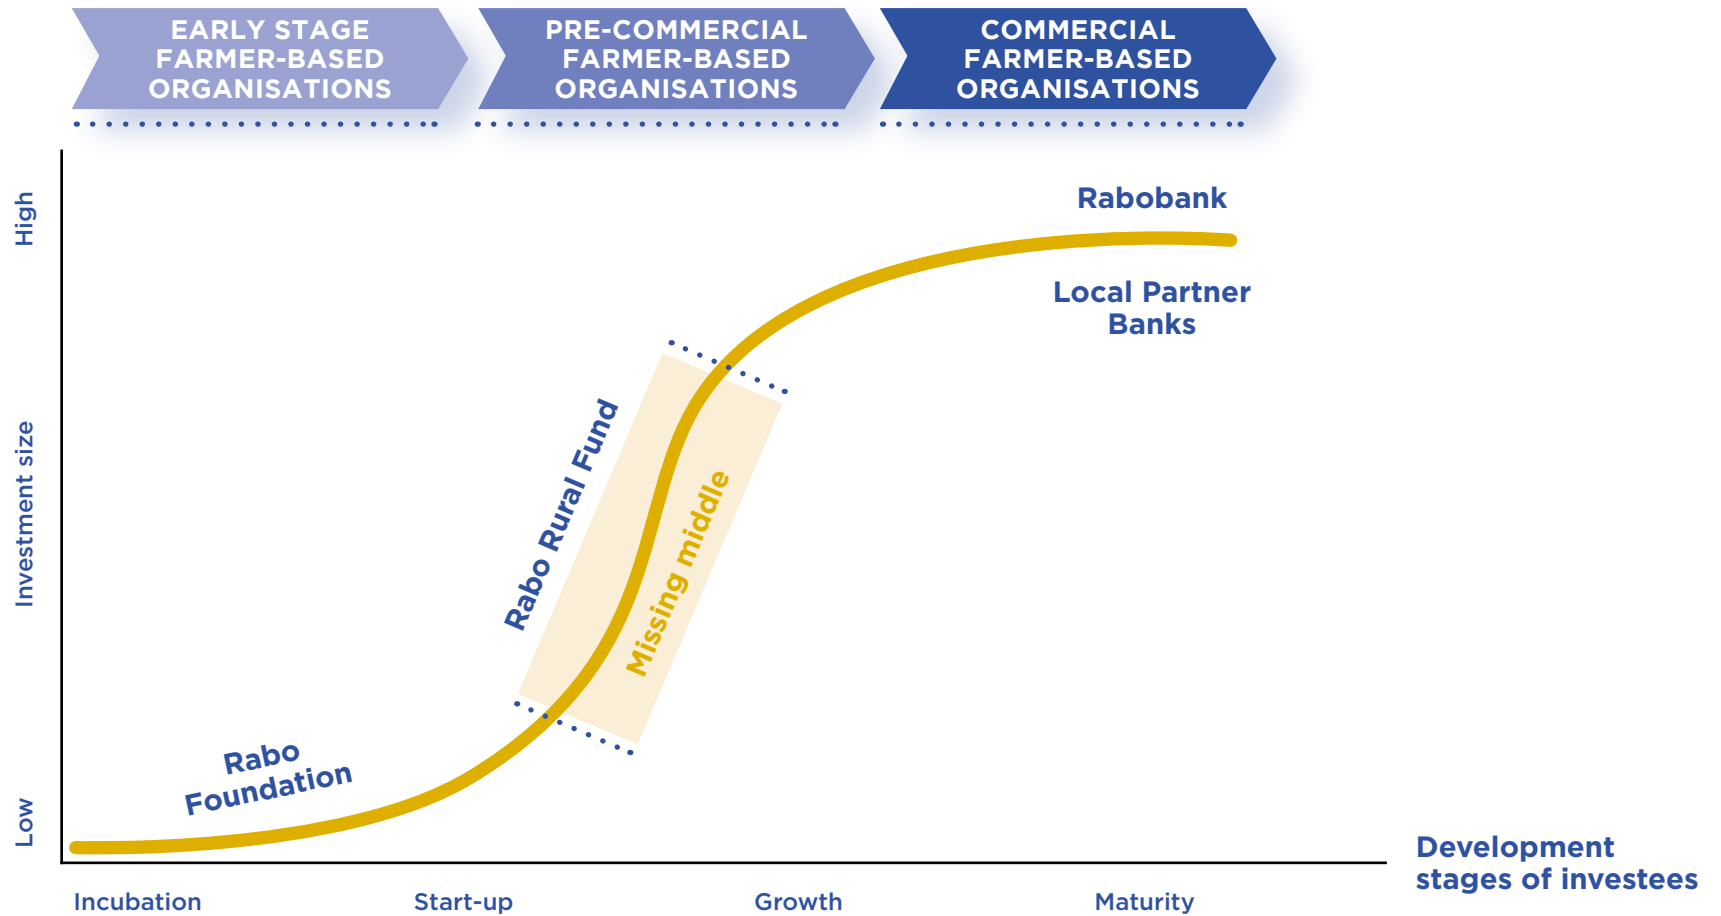 EARLY STAGE
FARMER-BASED
ORGANISATIONS
PRE-COMMERCIAL
FARMER-BASED
ORGANISATIONS
COMMERCIAL
FARMER-BASED
ORGANISATIONS
High
Investment size
Low
Rabobank
Local Partner
Banks
Rabo Rural Fund
Missing middle
Rabo
Foundation
Development
stages of investees
Incubation
Start-up
Growth
Maturity